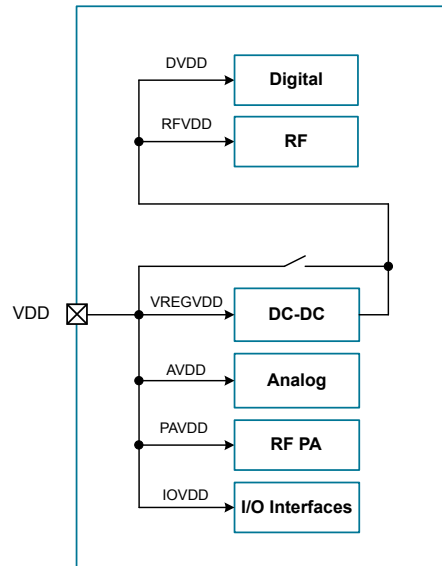 DVDD
Digital
RFVDD
RF
VDD
VREGVDD
DC-DC
AVDD
Analog
PAVDD
RF PA
IOVDD
I/O Interfaces